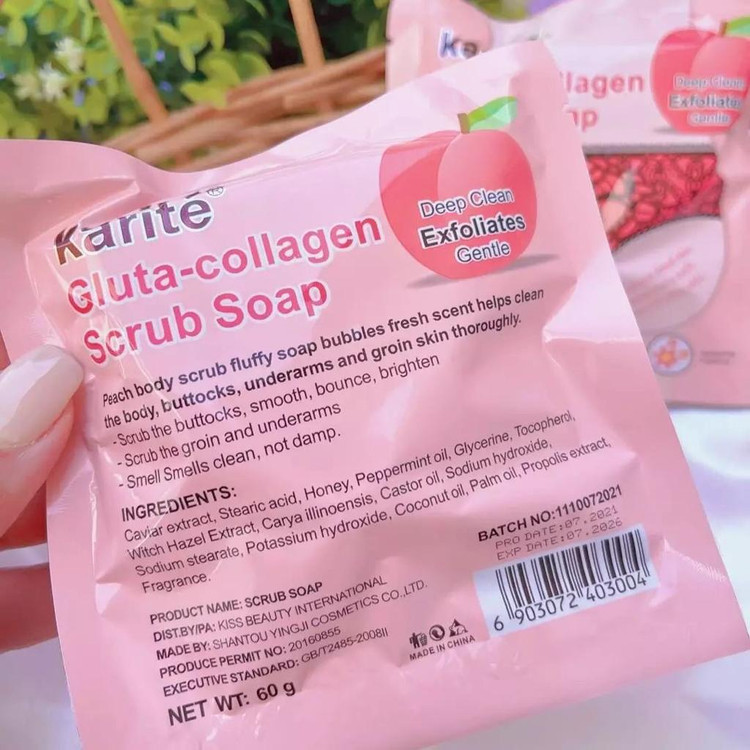 Karité®
Gluta-collagen
Scrub Soap
Deep Clean
Exfoliates
Gentle
Peach body scrub fluffy soap bubbles fresh scent helps clean
the body, buttocks, underarms and groin skin thoroughly.
-Scrub the buttocks, smooth, bounce, brighten
-Scrub the groin and underarms
-Smell Smells clean, not damp.
INGREDIENTS:
Caviar extract, Stearic acid, Honey, Peppermint oil, Glycerine, Tocopherol,
Witch Hazel Extract, Carya illinoensis, Castor oil, Sodium hydroxide,
Sodium stearate, Potassium hydroxide, Coconut oil, Palm oil, Propolis extract,
Fragrance.
PRODUCT NAME: SCRUB SOAP
DIST.BY/PA: KISS BEAUTY INTERNATIONAL
MADE BY: SHANTOU YINGJI COSMETICS CO.,LTD.
PRODUCE PERMIT NO: 20160855
EXECUTIVE STANDARD: GB/T2485-2008II
NET WT: 60 g
BATCH NO:1110072021
PRO DATE:07.2021
EXP DATE:07.2026
6 903072 403004
MADE IN CHINA
ka
llagen
ap
Deep Clean
Exfoliates
Gentle